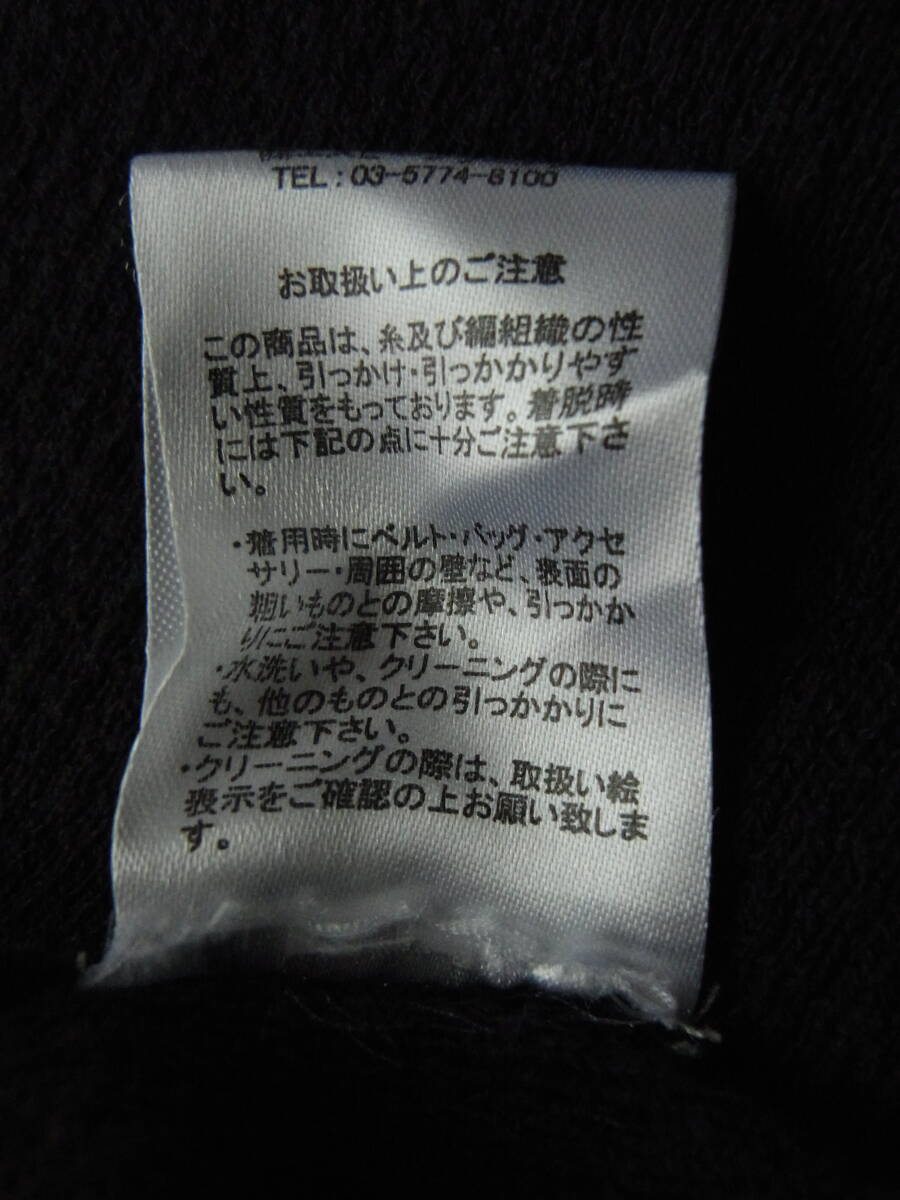 TEL : 03-5774-8100
お取扱い上のご注意
この商品は、糸及び編組織の性
質上、引っかけ・引っかかりやす
い性質をもっております。着脱時
には下記の点に十分ご注意下さ
い。
・着用時にベルト・バッグ・アクセ
サリー・周囲の壁など、表面の
粗いものとの摩擦や、引っかか
りにご注意下さい。
・水洗いや、クリーニングの際に
も、他のものとの引っかかりに
ご注意下さい。
・クリーニングの際は、取扱い絵
表示をご確認の上お願い致しま
す。